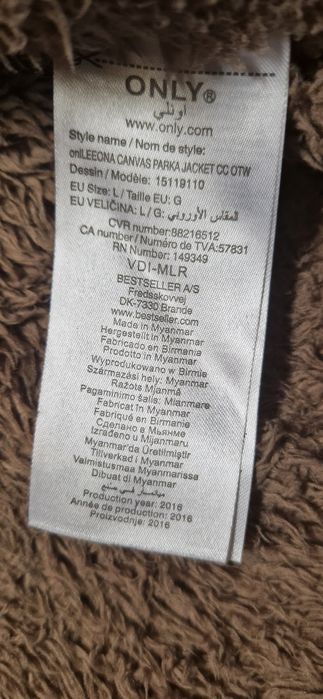 ONLY®
اونلي
www.only.com
Style name / Nom de style:
onlLEEONA CANVAS PARKA JACKET CC OTW
Dessin / Modèle: 15119110
EU Size: L / Taille EU: G
EU VELIČINA: L / G: المقاس الأوروبي
CVR number:88216512
CA number / Numéro de TVA:57831
RN Number: 149349
VDI-MLR
BESTSELLER A/S
Fredskovvej
DK-7330 Brande
www.bestseller.com
Made in Myanmar
Hergestellt in Myanmar
Fabricado en Birmania
Prodotto in Myanmar
Wyprodukowano w Birmie
Származási hely: Myanmar
Ražots Mjanmā
Pagaminimo šalis: Mianmare
Fabricat în Myanmar
Fabriqué en Birmanie
Сделано в Мьянме
Izrađeno u Mijanmaru
Myanmar'da Üretilmiştir
Tillverkad i Myanmar
Valmistusmaa Myanmarissa
Dibuat di Myanmar
صنع في ميانمار
Production year: 2016
Année de production: 2016
Proizvodnje: 2016